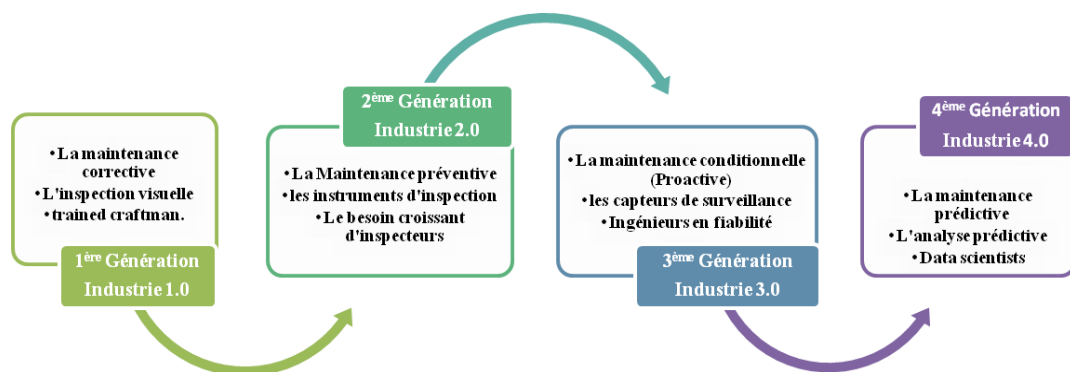 • La maintenance
corrective
• L'inspection visuelle
• trained craftman.
1ère Génération
Industrie 1.0
2ème Génération
Industrie 2.0
• La Maintenance préventive
• les instruments d'inspection
• Le besoin croissant
d'inspecteurs
• La maintenance conditionnelle
(Proactive)
• les capteurs de surveillance
• Ingénieurs en fiabilité
3ème Génération
Industrie 3.0
4ème Génération
Industrie 4.0
• La maintenance
prédictive
• L'analyse prédictive
• Data scientists